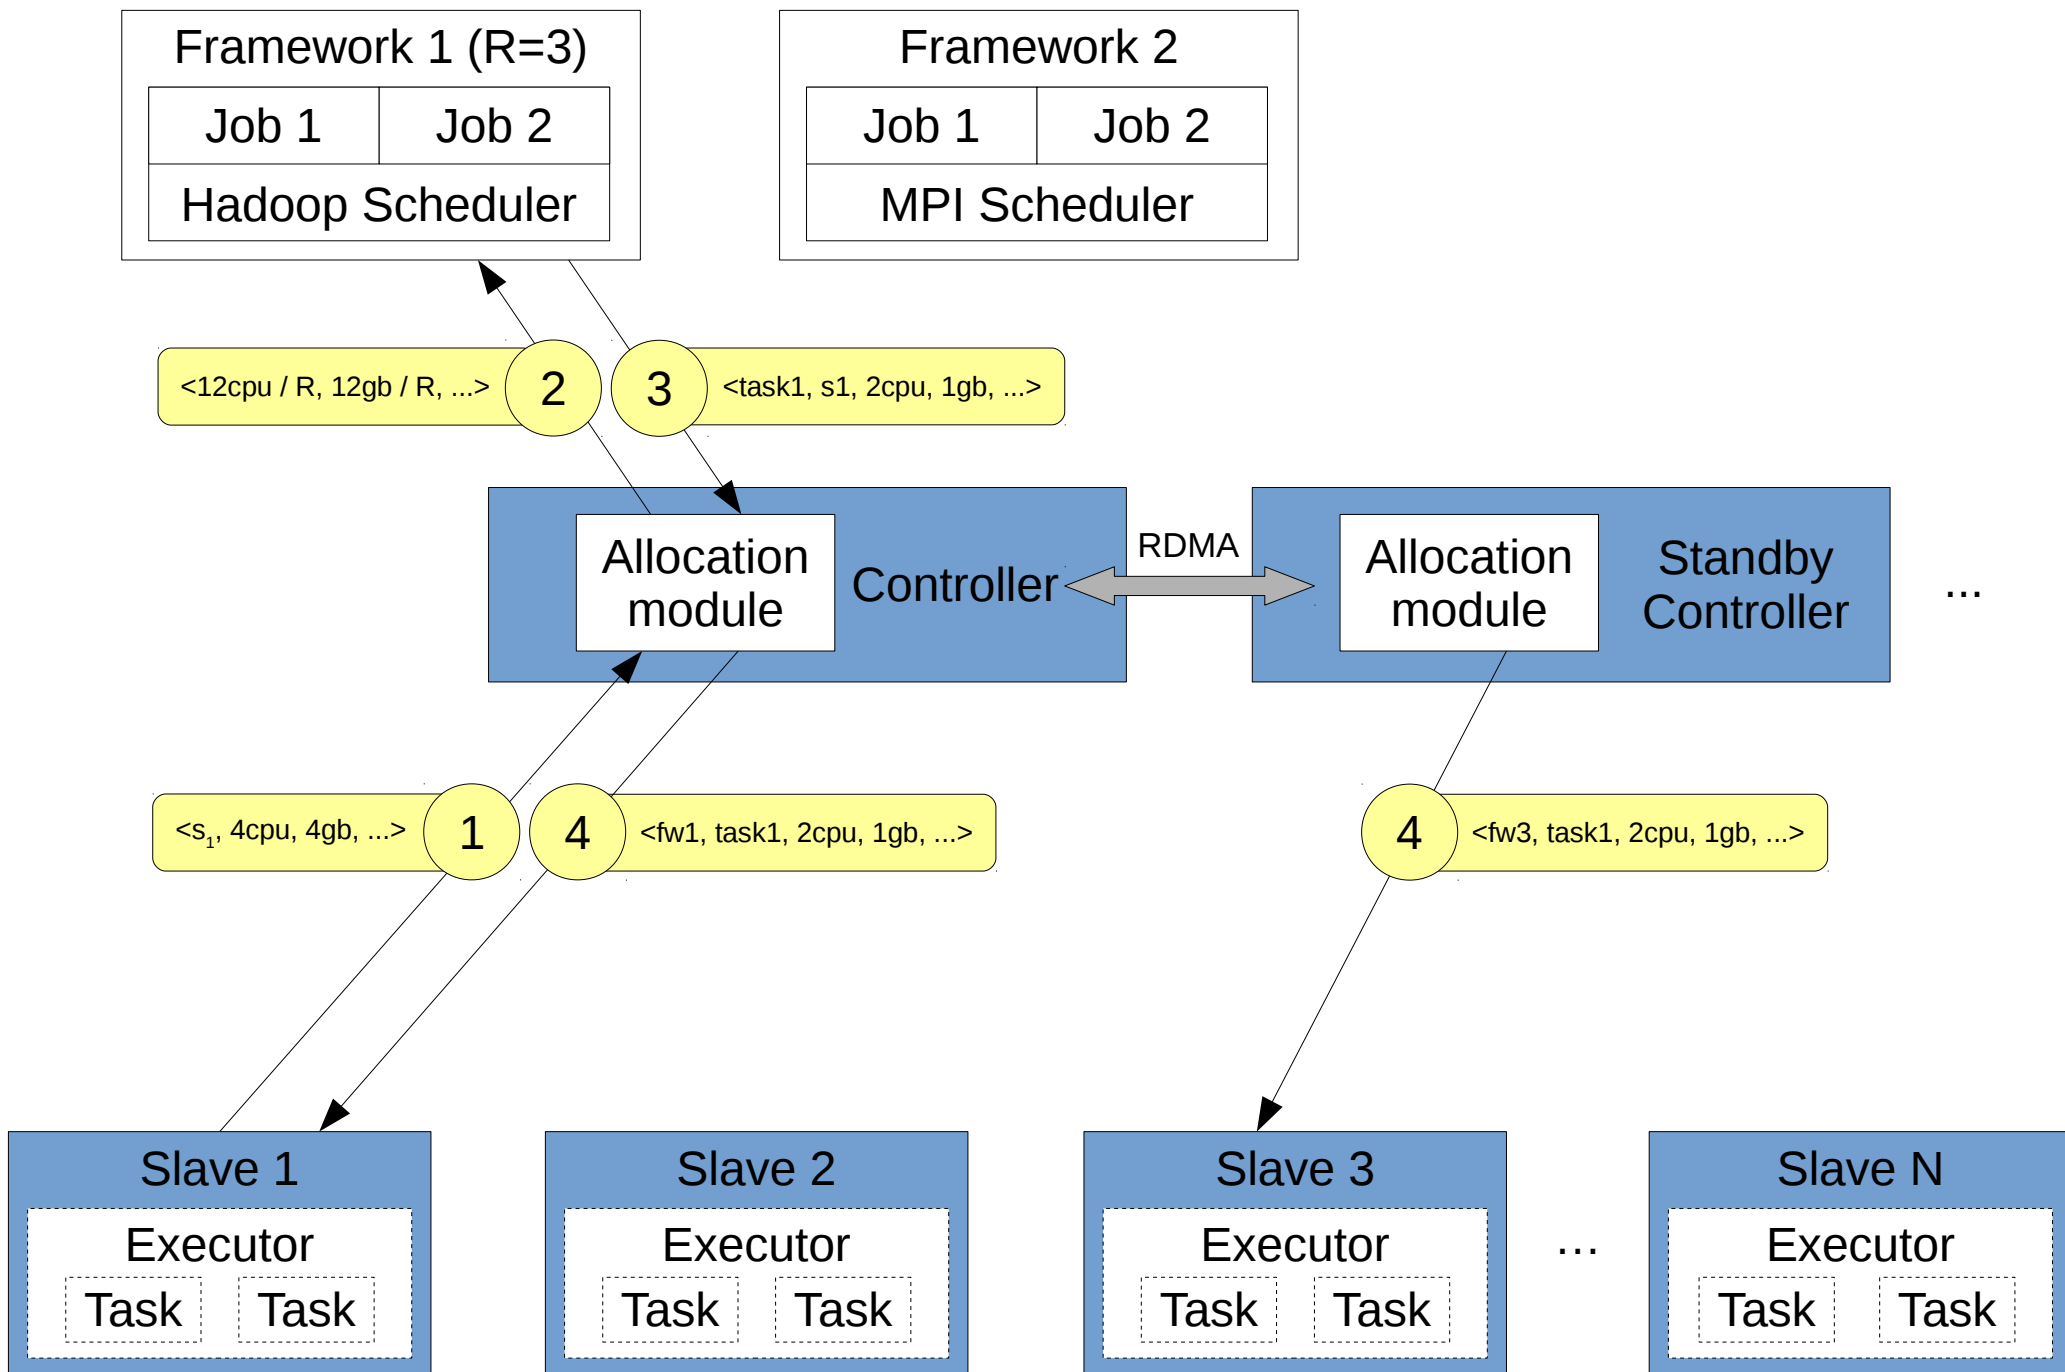 Framework 1 (R=3)
Job 1
Job 2
Hadoop Scheduler
Framework 2
Job 1
Job 2
MPI Scheduler
<12cpu / R, 12gb / R, ...>
2
3
<task1, s1, 2cpu, 1gb, ...>
Allocation
module
Controller
RDMA
Allocation
module
Standby
Controller
...
<s1, 4cpu, 4gb, ...>
1
4
<fw1, task1, 2cpu, 1gb, ...>
4
<fw3, task1, 2cpu, 1gb, ...>
Slave 1
Executor
Task
Task
Slave 2
Executor
Task
Task
Slave 3
Executor
Task
Task
...
Slave N
Executor
Task
Task